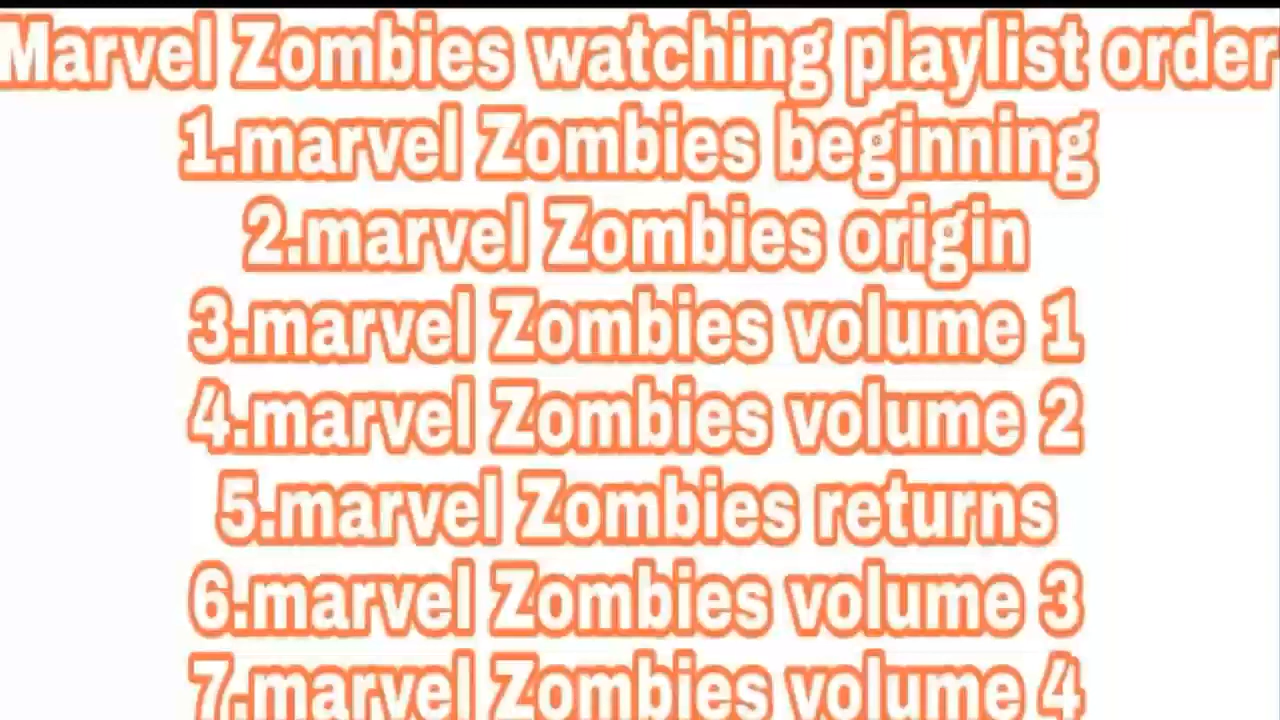 Marvel Zombies watching playlist order
1.marvel Zombies beginning
2.marvel Zombies origin
3.marvel Zombies volume 1
4.marvel Zombies volume 2
5.marvel Zombies returns
6.marvel Zombies volume 3
7.marvel Zombies volume 4